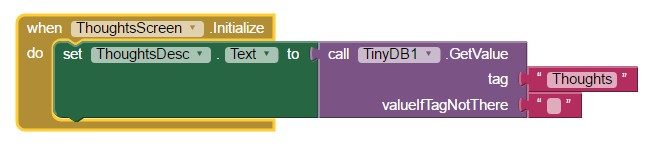 when ThoughtsScreen .Initialize
do set ThoughtsDesc . Text to call TinyDB1 .GetValue
tag " Thoughts "
valueIfTagNotThere " "